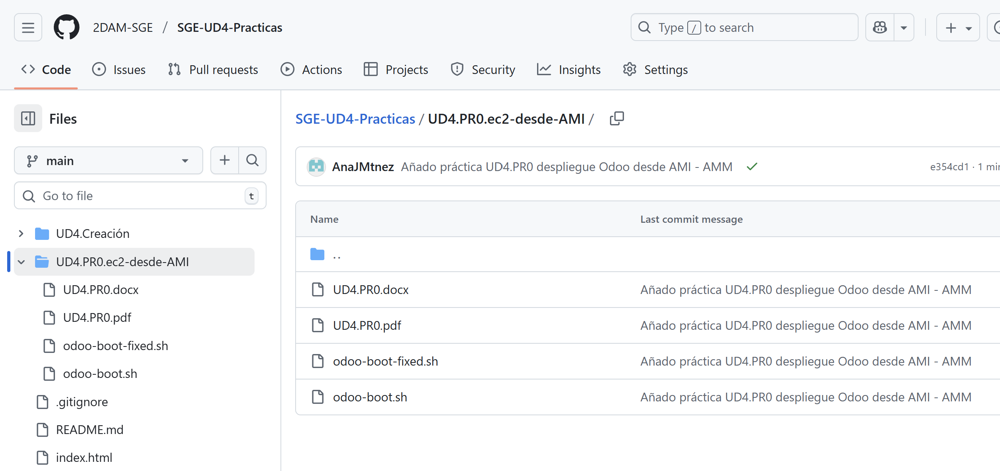 2DAM-SGE / SGE-UD4-Practicas
Type / to search
Code Issues Pull requests Actions Projects Security Insights Settings
Files
main
Go to file t
UD4.Creación
UD4.PR0.ec2-desde-AMI
UD4.PR0.docx
UD4.PR0.pdf
odoo-boot-fixed.sh
odoo-boot.sh
.gitignore
README.md
index.html
SGE-UD4-Practicas / UD4.PR0.ec2-desde-AMI /
AnaJMtnez Añado práctica UD4.PR0 despliegue Odoo desde AMI - AMM e354cd1 · 1
Name Last commit message
..
UD4.PR0.docx Añado práctica UD4.PR0 despliegue Odoo desde AMI - AMM
UD4.PR0.pdf Añado práctica UD4.PR0 despliegue Odoo desde AMI - AMM
odoo-boot-fixed.sh Añado práctica UD4.PR0 despliegue Odoo desde AMI - AMM
odoo-boot.sh Añado práctica UD4.PR0 despliegue Odoo desde AMI - AMM